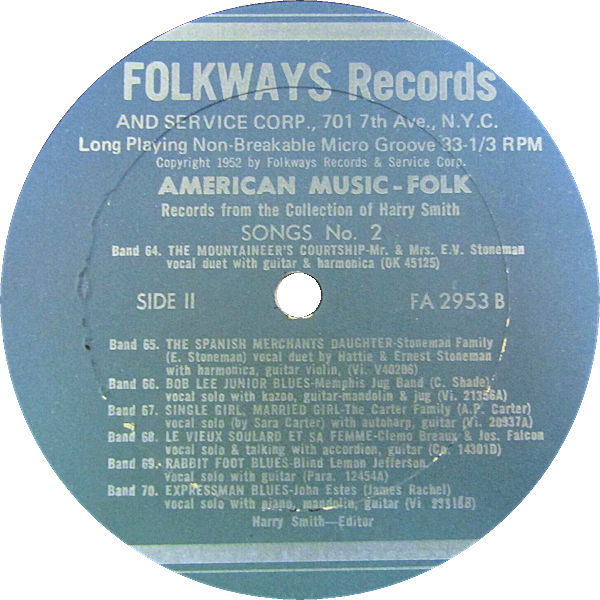 FOLKWAYS Records
AND SERVICE CORP., 701 7th Ave., N.Y.C.
Long Playing Non-Breakable Micro Groove 33-1/3 RPM
Copyright 1952 by Folkways Records & Service Corp.
AMERICAN MUSIC-FOLK
Records from the Collection of Harry Smith
SONGS No. 2
Band 64. THE MOUNTAINEER'S COURTSHIP-Mr. & Mrs. E.V. Stoneman
vocal duet with guitar & harmonica (OK 45125)
SIDE II
FA 2953 B
Band 65. THE SPANISH MERCHANTS DAUGHTER-Stoneman Family
(E. Stoneman) vocal duet by Hattie & Ernest Stoneman
with harmonica, guitar violin, (Vi. V40206)
Band 66. BOB LEE JUNIOR BLUES-Memphis Jug Band (C. Shade)
vocal solo with kazoo, guitar-mandolin & jug (Vi. 21356A)
Band 67. SINGLE GIRL, MARRIED GIRL-The Carter Family (A.P. Carter)
vocal solo (by Sara Carter) with autoharp, guitar (Vi. 20937A)
Band 68. LE VIEUX SOULARD ET SA FEMME-Clemo Breaux & Jos. Falcon
vocal solo & talking with accordion, guitar (Co. 14301D)
Band 69. RABBIT FOOT BLUES-Blind Lemon Jefferson
vocal solo with guitar (Para. 12454A)
Band 70. EXPRESSMAN BLUES-John Estes (James Rachel)
vocal solo with piano, mandolin, guitar (Vi
Harry Smith—Editor